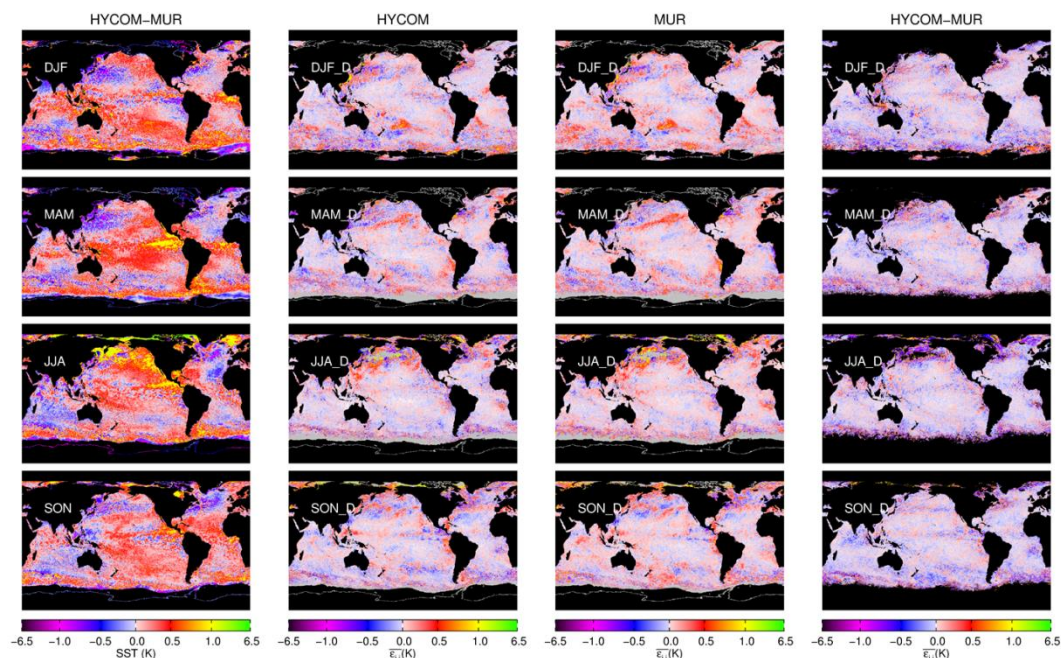 HYCOM−MUR HYCOM MUR HYCOM−MUR
DJF DJF_D DJF_D DJF_D
MAM MAM_D MAM_D MAM_D
JJA JJA_D JJA_D JJA_D
SON SON_D SON_D SON_D
−6.5 −1.0 −0.5 0.0 0.5 1.0 6.5 −6.5 −1.0 −0.5 0.0 0.5 1.0 6.5 −6.5 −1.0 −0.5 0.0 0.5 1.0 6.5 −6.5 −1.0 −0.5 0.0 0.5 1.0 6.5
SST (K) (K) (K) (K)